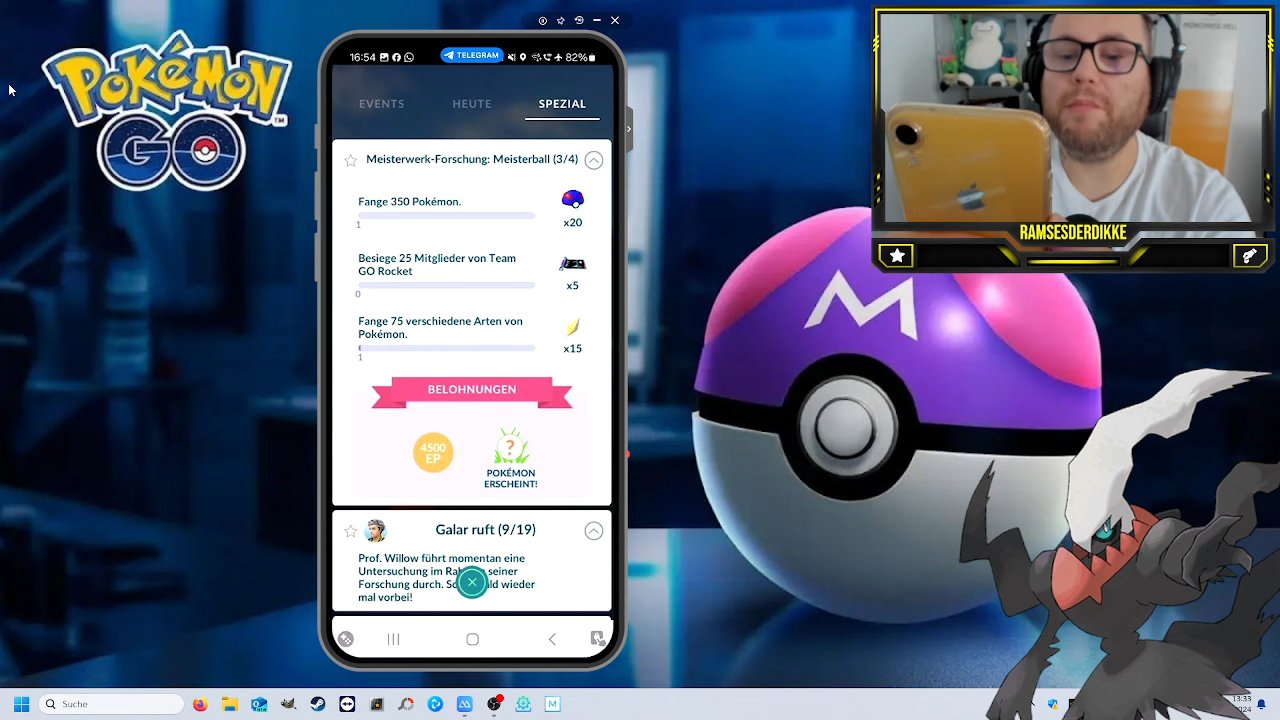 POKÉMON
GO
TM
16:54
TELEGRAM
82%
EVENTS
HEUTE
SPEZIAL
Meisterwerk-Forschung: Meisterball (3/4)
Fange 350 Pokémon.
1
x20
Besiege 25 Mitglieder von Team
GO Rocket
0
x5
Fange 75 verschiedene Arten von
Pokémon.
1
x15
BELOHNUNGEN
4500
EP
?
POKÉMON
ERSCHEINT!
Galar ruft (9/19)
Prof. Willow führt momentan eine
Untersuchung im seiner
Forschung durch. wieder
mal vorbei!
RAMSESDERDIKKE
M
Suche
M
13:33